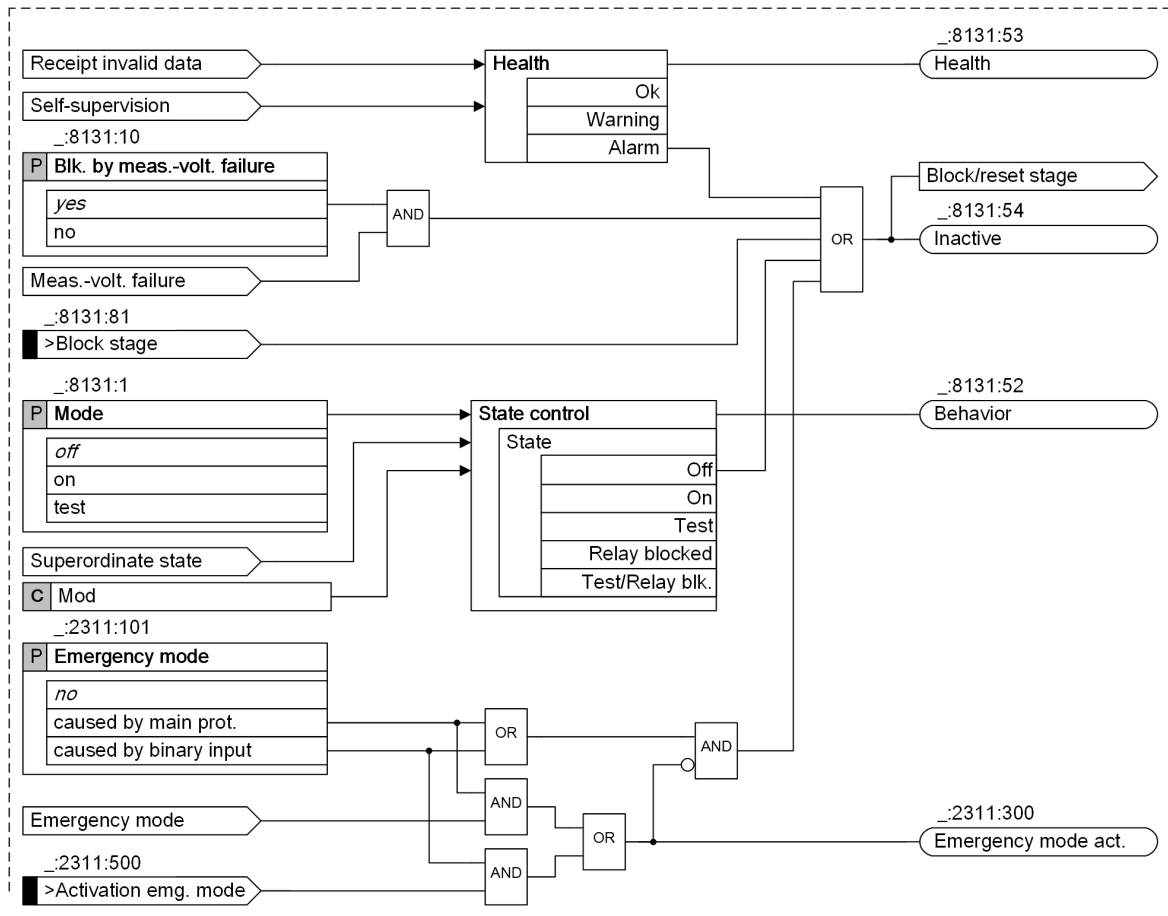 _:8131:53
Receipt invalid data
Health
Health
Ok
Self-supervision
Warning
_:8131:10
Alarm
P Blk. by meas.-volt. failure
Block/reset stage
yes
AND
_:8131:54
no
OR
Inactive
Meas.-volt. failure
_:8131:81
>Block stage
_:8131:1
_:8131:52
P Mode
State control
Behavior
off
State
on
Off
test
On
Test
Superordinate state
Relay blocked
C Mod
Test/Relay blk.
_:2311:101
P Emergency mode
no
caused by main prot.
OR
caused by binary input
AND
AND
_:2311:300
Emergency mode
OR
Emergency mode act.
_:2311:500
AND
>Activation emg. mode